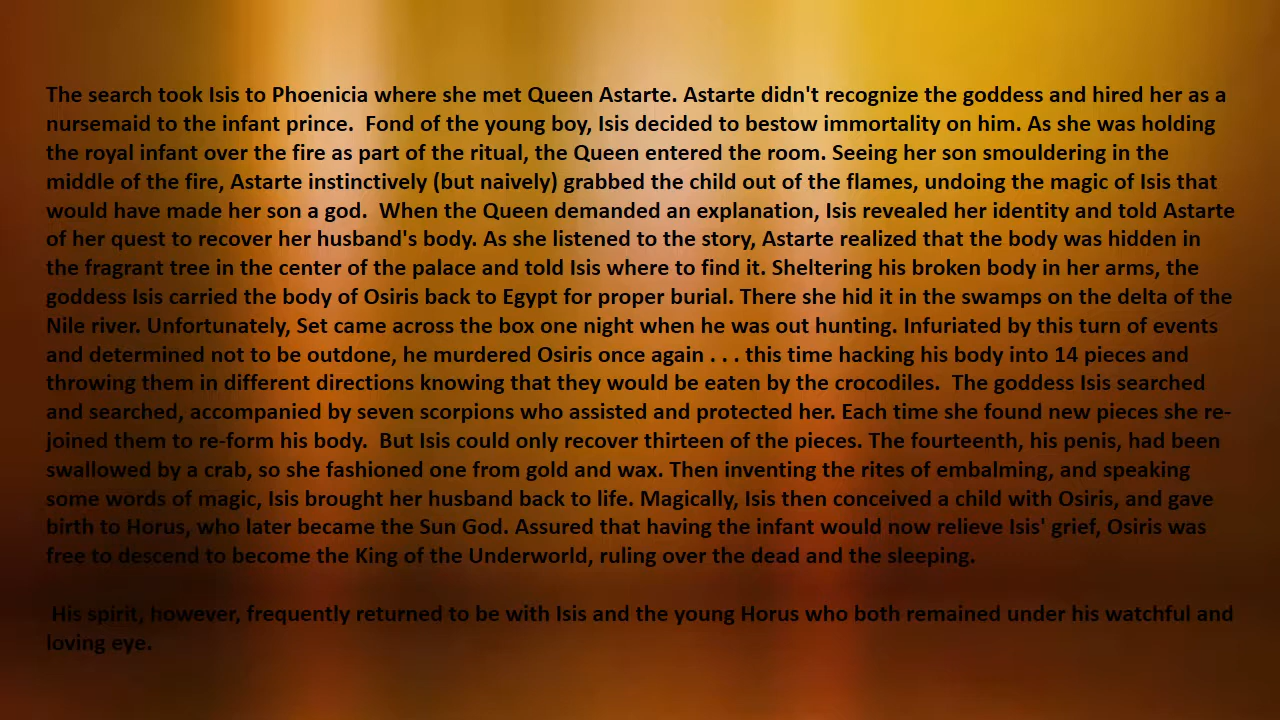 The search took Isis to Phoenicia where she met Queen Astarte. Astarte didn't recognize the goddess and hired her as a
nursemaid to the infant prince.  Fond of the young boy, Isis decided to bestow immortality on him. As she was holding
the royal infant over the fire as part of the ritual, the Queen entered the room. Seeing her son smouldering in the
middle of the fire, Astarte instinctively (but naively) grabbed the child out of the flames, undoing the magic of Isis that
would have made her son a god.  When the Queen demanded an explanation, Isis revealed her identity and told Astarte
of her quest to recover her husband's body. As she listened to the story, Astarte realized that the body was hidden in
the fragrant tree in the center of the palace and told Isis where to find it. Sheltering his broken body in her arms, the
goddess Isis carried the body of Osiris back to Egypt for proper burial. There she hid it in the swamps on the delta of the
Nile river. Unfortunately, Set came across the box one night when he was out hunting. Infuriated by this turn of events
and determined not to be outdone, he murdered Osiris once again . . . this time hacking his body into 14 pieces and
throwing them in different directions knowing that they would be eaten by the crocodiles.  The goddess Isis searched
and searched, accompanied by seven scorpions who assisted and protected her. Each time she found new pieces she re-
joined them to re-form his body.  But Isis could only recover thirteen of the pieces. The fourteenth, his penis, had been
swallowed by a crab, so she fashioned one from gold and wax. Then inventing the rites of embalming, and speaking
some words of magic, Isis brought her husband back to life. Magically, Isis then conceived a child with Osiris, and gave
birth to Horus, who later became the Sun God. Assured that having the infant would now relieve Isis' grief, Osiris was
free to descend to become the King of the Underworld, ruling over the dead and the sleeping.
His spirit, however, frequently returned to be with Isis and the young Horus who both remained under his watchful and
loving eye.